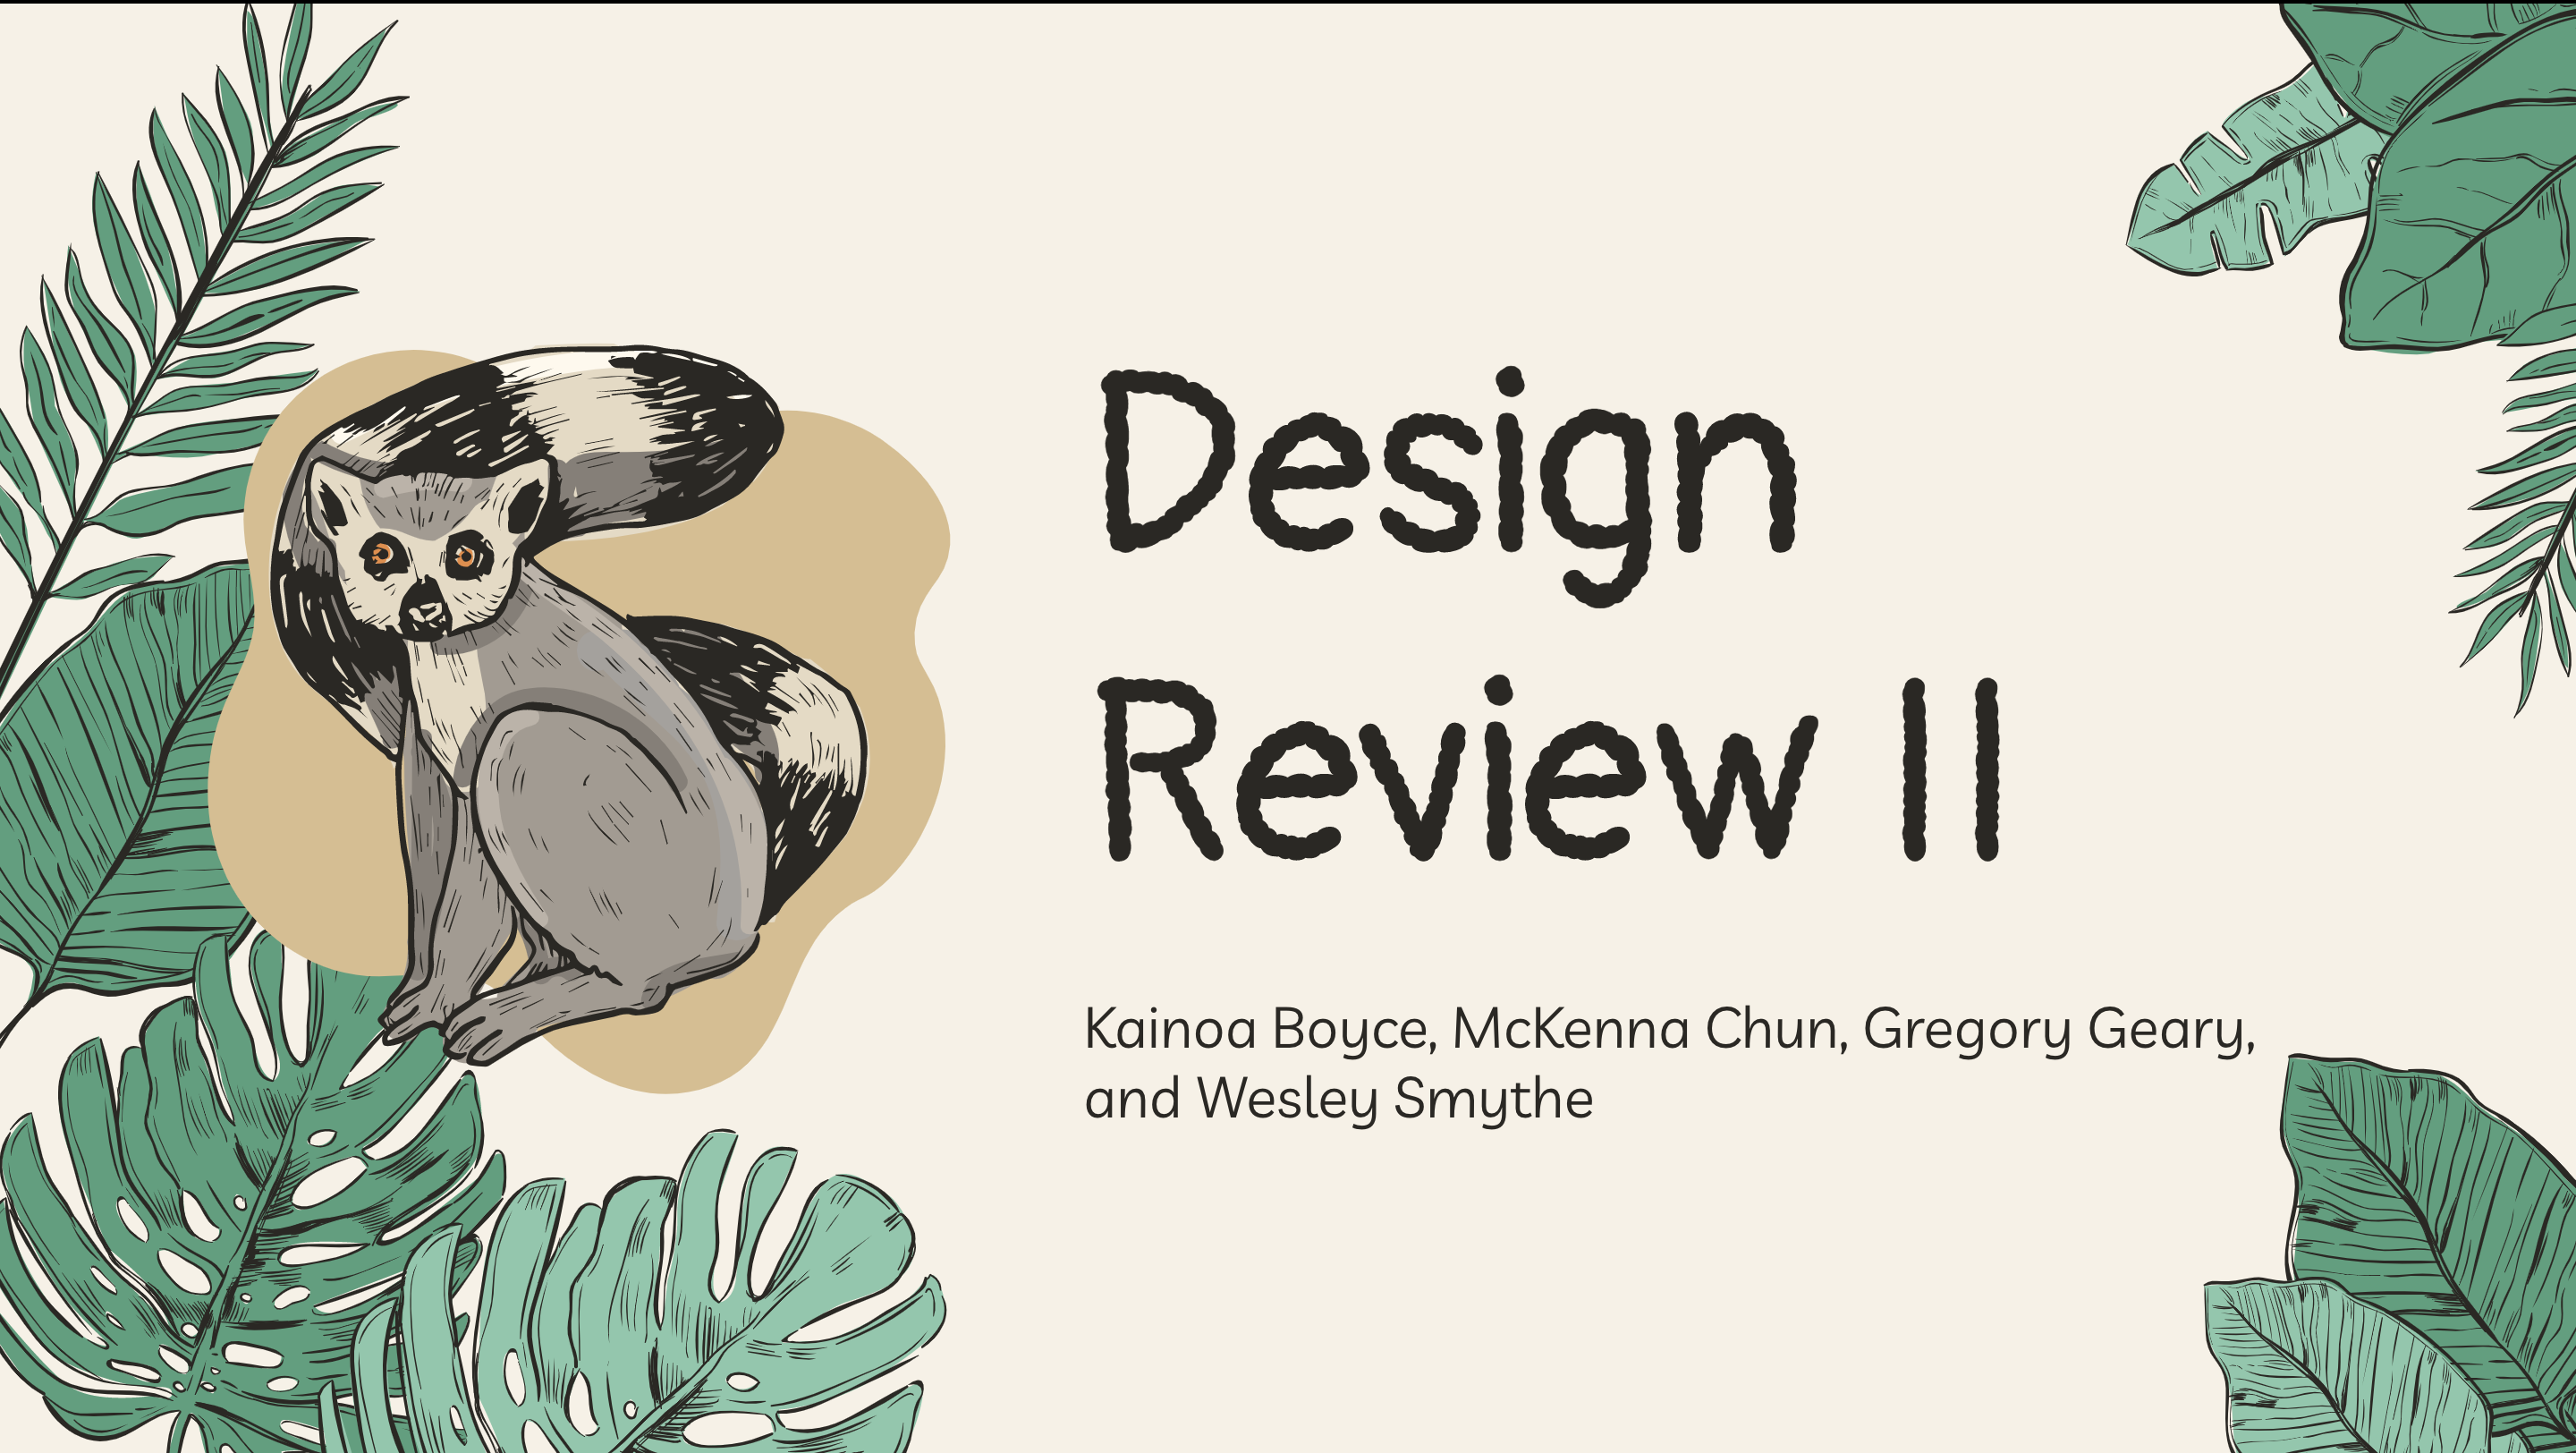 Design
Review II
Kainoa Boyce, McKenna Chun, Gregory Geary,
and Wesley Smythe